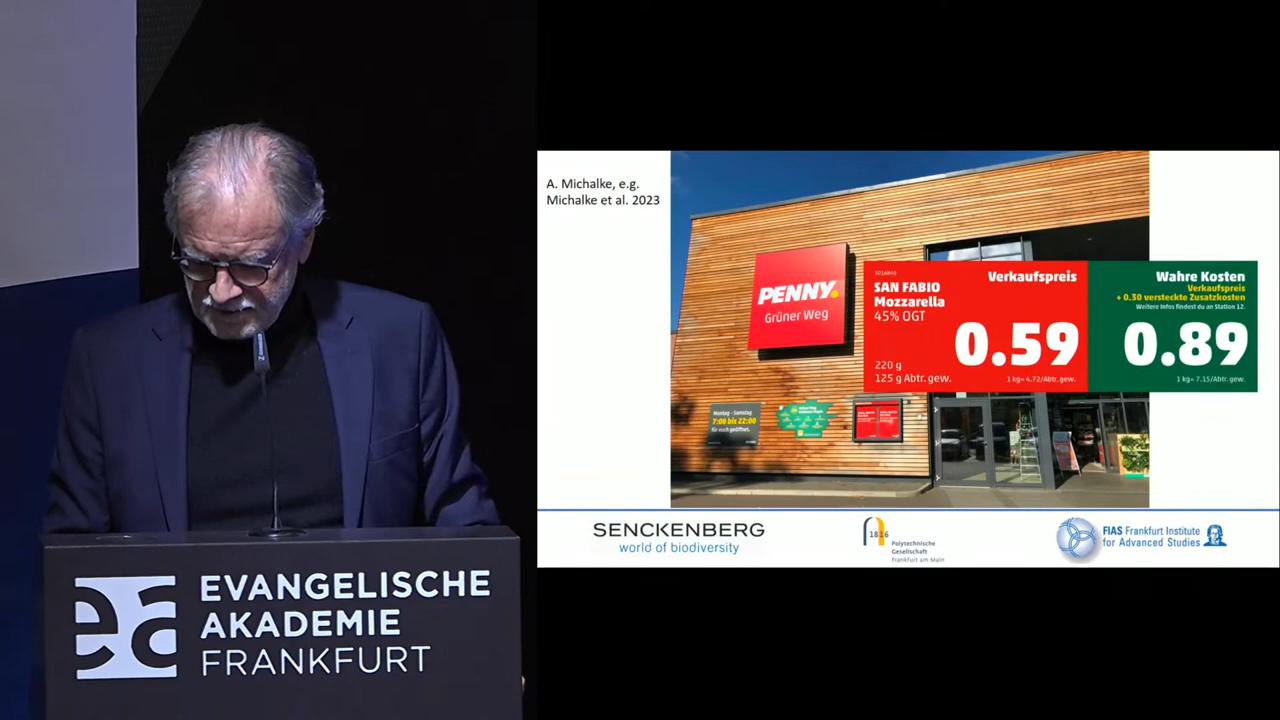 A. Michalke, e.g.
Michalke et al. 2023
PENNY.
Grüner Weg
3016840
SAN FABIO
Mozzarella
45% OGT
220 g
125 g Abtr. gew.
Verkaufspreis
0.59
1 kg= 4.72/Abtr. gew.
Wahre Kosten
Verkaufspreis
+ 0.30 versteckte Zusatzkosten
Weitere Infos findest du an Station 12.
0.89
1 kg= 7.15/Abtr. gew.
Montag - Samstag
7:00 bis 22:00
für euch geöffnet.
SENCKENBERG
world of biodiversity
1816
Polytechnische
Gesellschaft
Frankfurt am Main
FIAS Frankfurt Institute
for Advanced Studies
ea
EVANGELISCHE
AKADEMIE
FRANKFURT